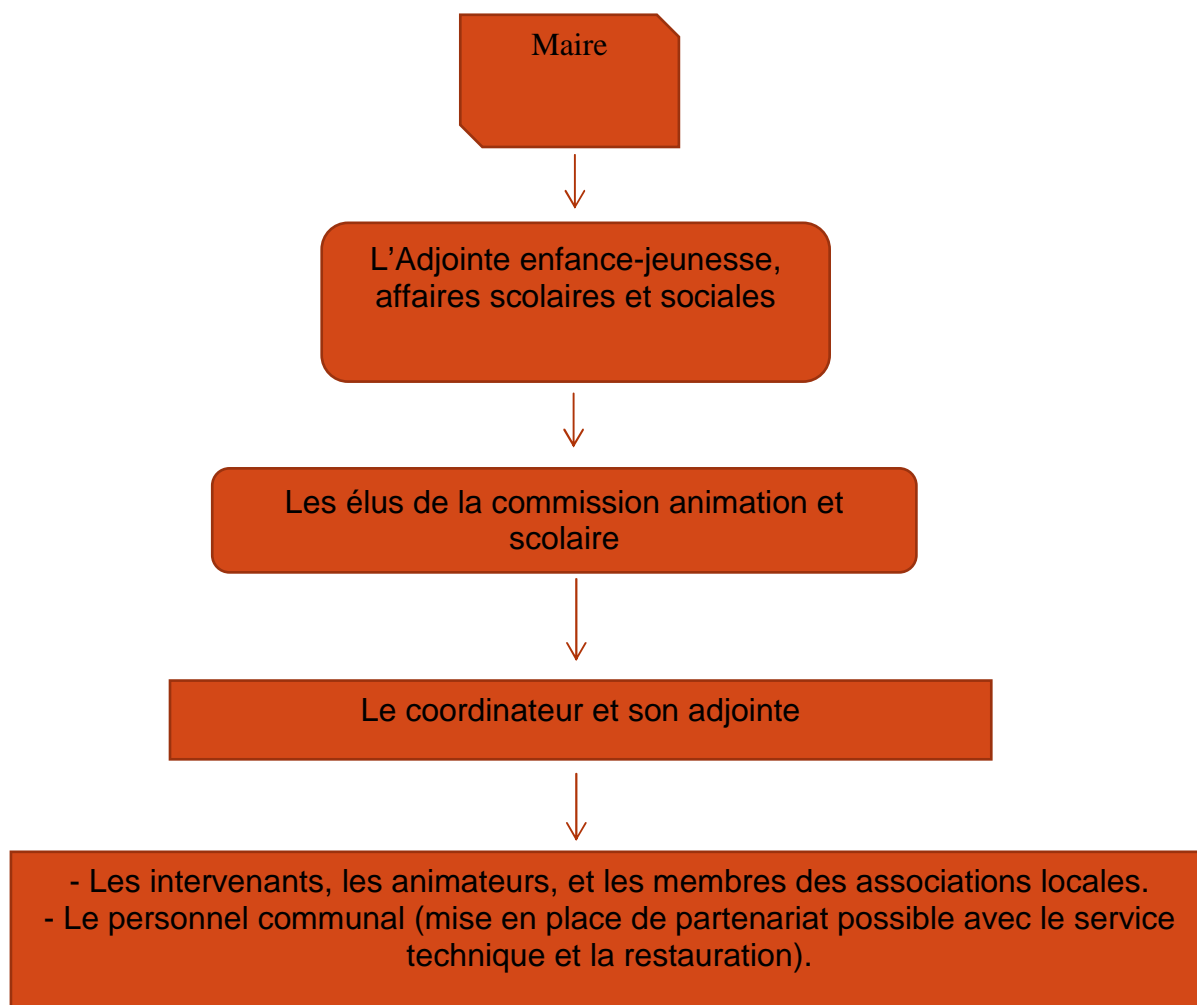 Maire
L’Adjointe enfance-jeunesse,
affaires scolaires et sociales
Les élus de la commission animation et
scolaire
Le coordinateur et son adjointe
- Les intervenants, les animateurs, et les membres des associations locales.
- Le personnel communal (mise en place de partenariat possible avec le service
technique et la restauration).